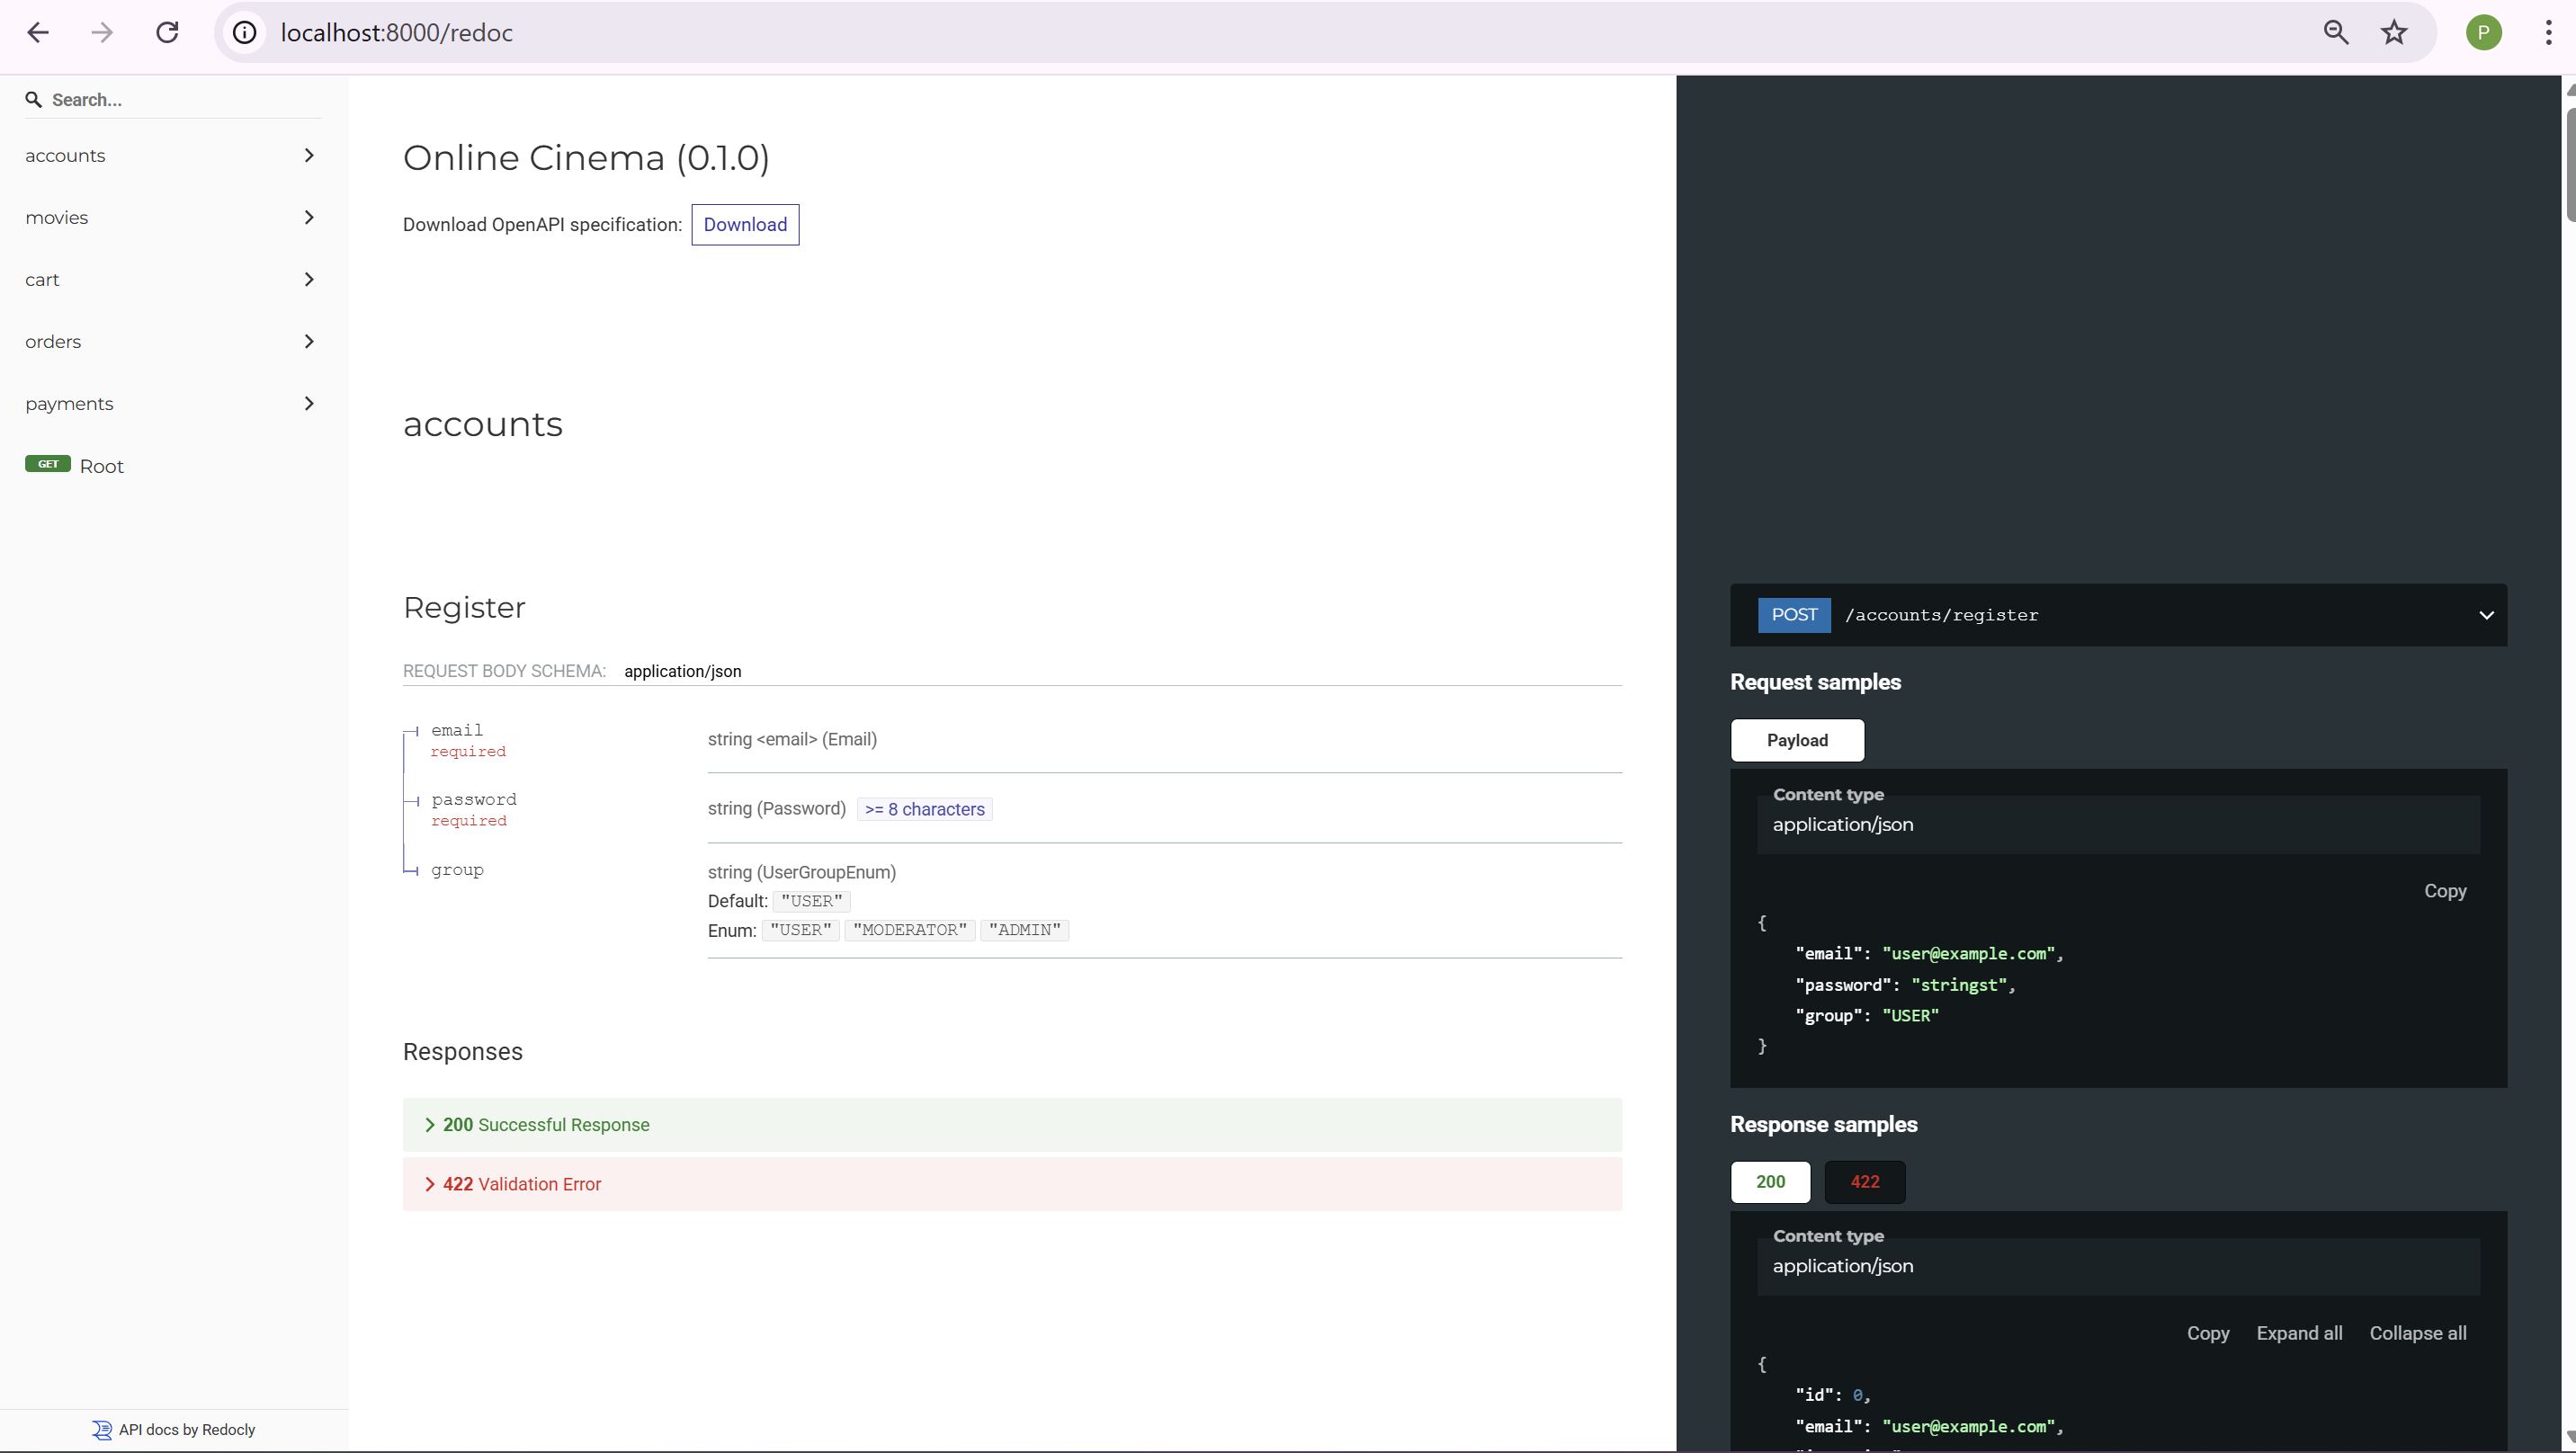 localhost:8000/redoc
P
Search...
accounts
movies
cart
orders
payments
GET Root
API docs by Redocly
Online Cinema (0.1.0)
Download OpenAPI specification: Download
accounts
Register
REQUEST BODY SCHEMA: application/json
email
required
string <email> (Email)
password
required
string (Password) >= 8 characters
group
string (UserGroupEnum)
Default: "USER"
Enum: "USER" "MODERATOR" "ADMIN"
Responses
200 Successful Response
422 Validation Error
POST /accounts/register
Request samples
Payload
Content type
application/json
Copy
{
"email": "user@example.com",
"password": "stringst",
"group": "USER"
}
Response samples
200 422
Content type
application/json
Copy Expand all Collapse all
{
"id": 0,
"email": "user@example.com",